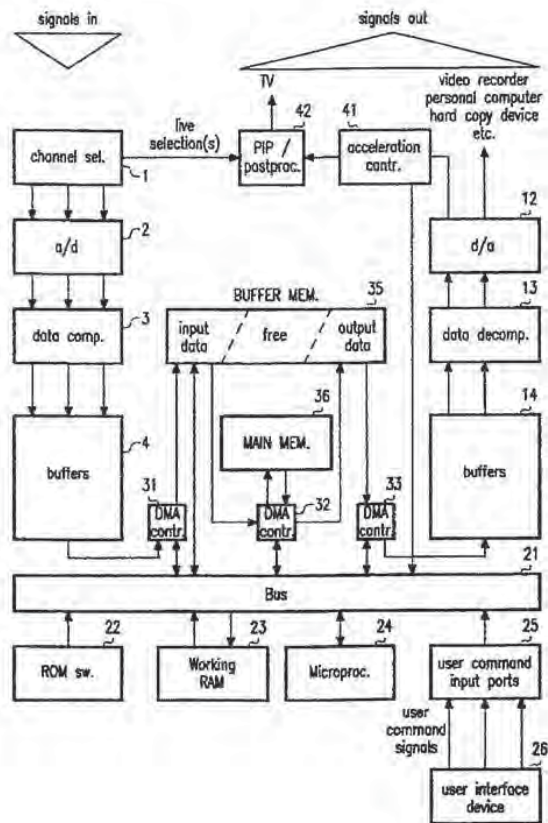 signals in
signals out
TV
video recorder
personal computer
hard copy device
etc.
live
selection(s)
42
41
channel sel.
1
PiP /
postproc.
acceleration
contr.
2
a/d
12
d/a
3
data comp.
BUFFER MEM.
35
input
data
free
output
data
13
data decomp.
4
buffers
36
MAIN MEM.
14
buffers
31
DMA
contr.
32
DMA
contr.
33
DMA
contr.
21
Bus
22
ROM sw.
23
Working
RAM
24
Microproc.
25
user command
input ports
user
command
signals
26
user interface
device